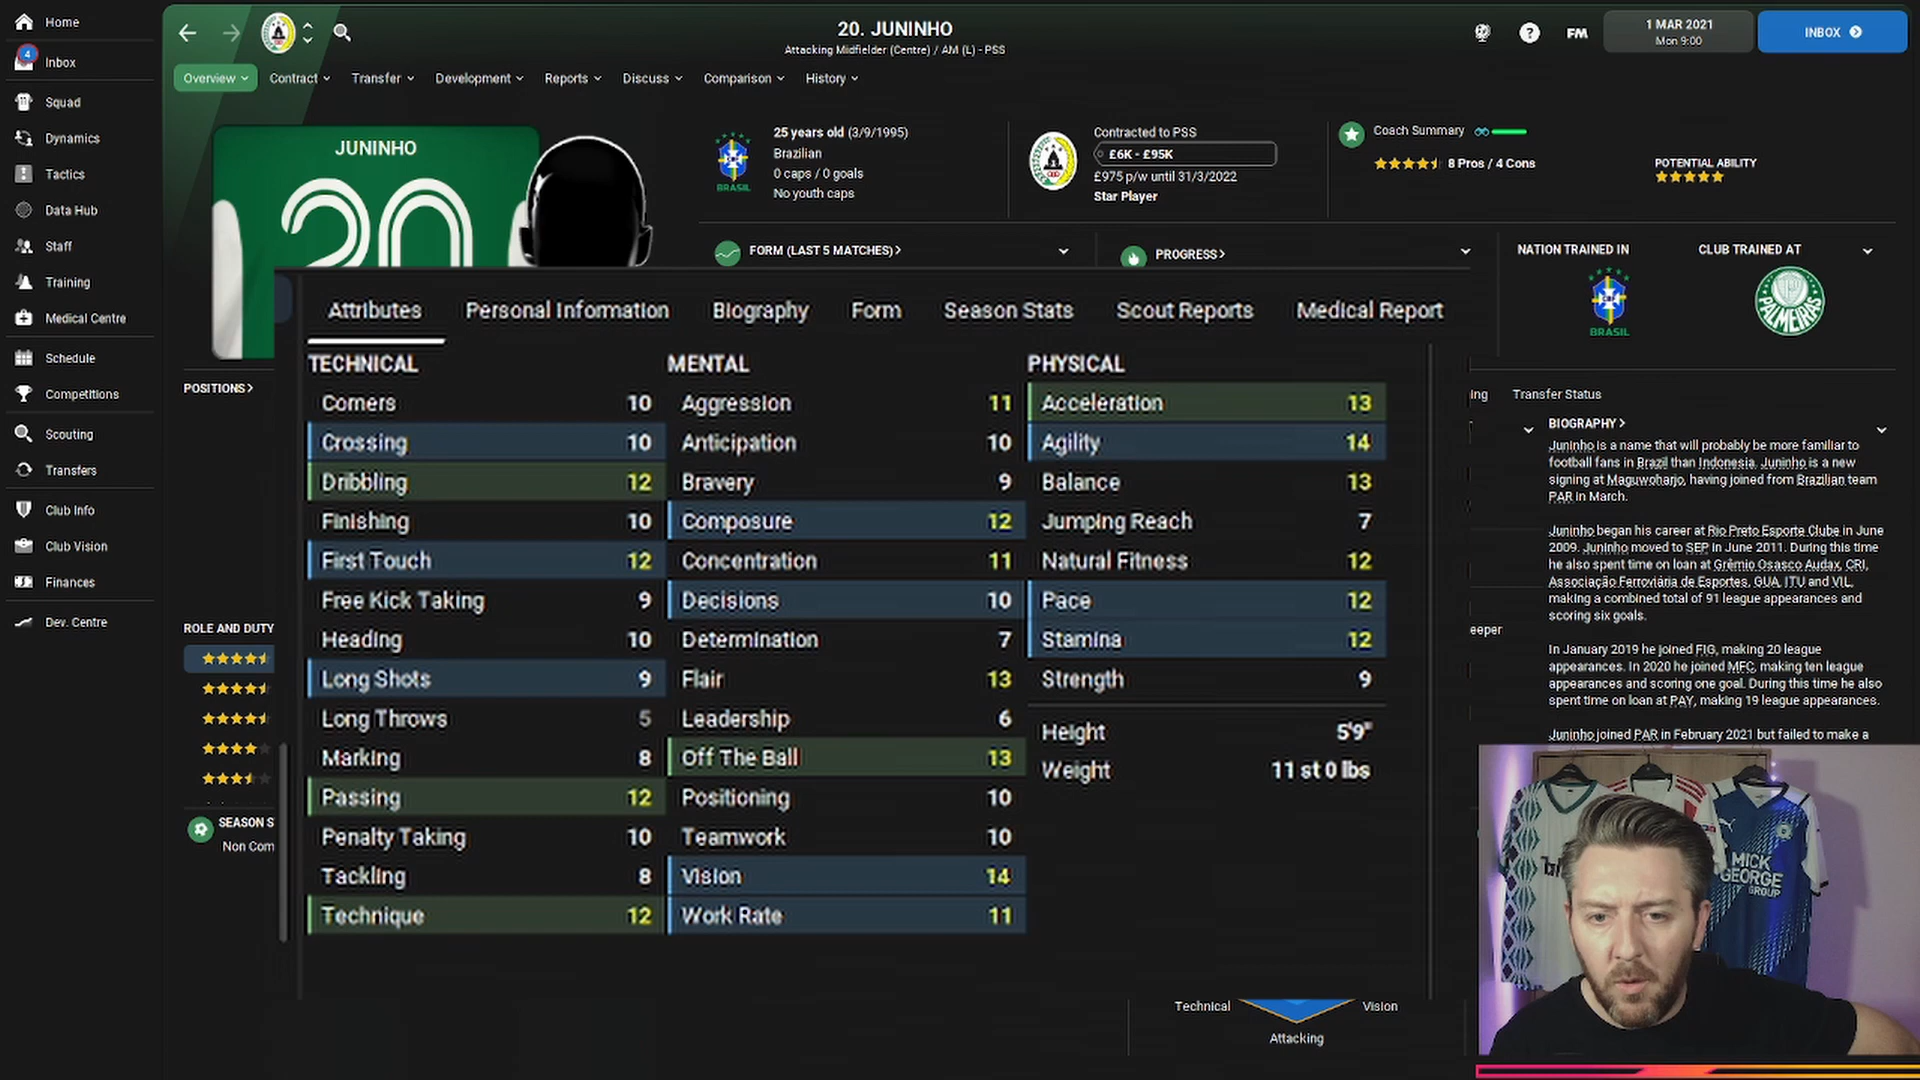 Home
Inbox
4
Squad
Dynamics
Tactics
Data Hub
Staff
Training
Medical Centre
Schedule
Competitions
Scouting
Transfers
Club Info
Club Vision
Finances
Dev. Centre
20. JUNINHO
Attacking Midfielder (Centre) / AM (L) - PSS
FM
1 MAR 2021
Mon 9:00
INBOX
Overview
Contract
Transfer
Development
Reports
Discuss
Comparison
History
JUNINHO
20
BRASIL
25 years old (3/9/1995)
Brazilian
0 caps / 0 goals
No youth caps
Contracted to PSS
£6K - £95K
£975 p/w until 31/3/2022
Star Player
Coach Summary
8 Pros / 4 Cons
POTENTIAL ABILITY
FORM (LAST 5 MATCHES)>
PROGRESS>
NATION TRAINED IN
BRASIL
CLUB TRAINED AT
PALMEIRAS
POSITIONS>
ROLE AND DUTY
SEASON S
Non Com
Attributes
Personal Information
Biography
Form
Season Stats
Scout Reports
Medical Report
TECHNICAL
Corners 10
Crossing 10
Dribbling 12
Finishing 10
First Touch 12
Free Kick Taking 9
Heading 10
Long Shots 9
Long Throws 5
Marking 8
Passing 12
Penalty Taking 10
Tackling 8
Technique 12
MENTAL
Aggression 11
Anticipation 10
Bravery 9
Composure 12
Concentration 11
Decisions 10
Determination 7
Flair 13
Leadership 6
Off The Ball 13
Positioning 10
Teamwork 10
Vision 14
Work Rate 11
PHYSICAL
Acceleration 13
Agility 14
Balance 13
Jumping Reach 7
Natural Fitness 12
Pace 12
Stamina 12
Strength 9
Height 5'9"
Weight 11 st 0 lbs
ing
Transfer Status
eeper
BIOGRAPHY>
Juninho is a name that will probably be more familiar to
football fans in Brazil than Indonesia. Juninho is a new
signing at Maguwoharjo, having joined from Brazilian team
PAR in March.
Juninho began his career at Rio Preto Esporte Clube in June
2009. Juninho moved to SEP in June 2011. During this time
he also spent time on loan at Grêmio Osasco Audax, CRI,
Associação Ferroviária de Esportes, GUA, ITU and VIL,
making a combined total of 91 league appearances and
scoring six goals.
In January 2019 he joined FIG, making 20 league
appearances. In 2020 he joined MFC, making ten league
appearances and scoring one goal. During this time he also
spent time on loan at PAY, making 19 league appearances.
Juninho joined PAR in February 2021 but failed to make a
Technical
Vision
Attacking
MICK
GEORGE
GROUP